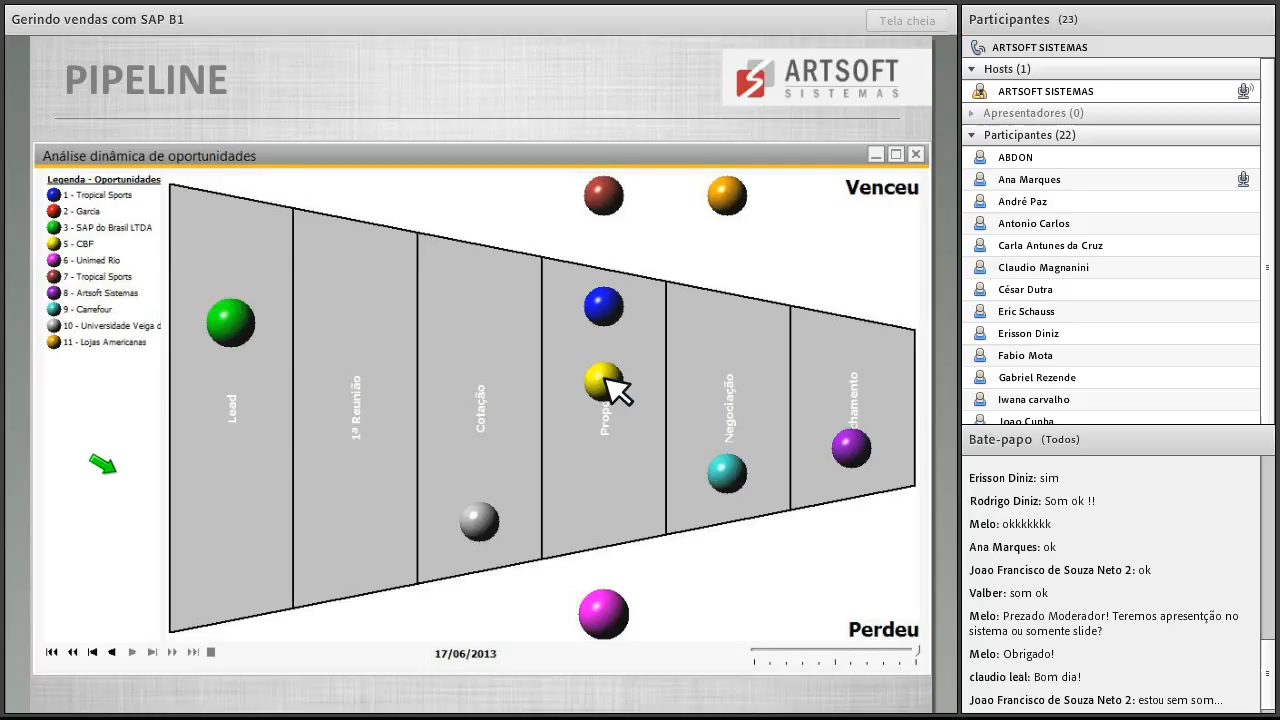 Gerindo vendas com SAP B1
Tela cheia
PIPELINE
ARTSOFT
SISTEMAS
Análise dinâmica de oportunidades
Legenda - Oportunidades
1 - Tropical Sports
2 - Garcia
3 - SAP do Brasil LTDA
5 - CBF
6 - Unimed Rio
7 - Tropical Sports
8 - Artsoft Sistemas
9 - Carrefour
10 - Universidade Veiga d
11 - Lojas Americanas
Venceu
Lead
1ª Reunião
Cotação
Propo
Negociação
chamento
Perdeu
17/06/2013
Participantes (23)
ARTSOFT SISTEMAS
Hosts (1)
ARTSOFT SISTEMAS
Apresentadores (0)
Participantes (22)
ABDON
Ana Marques
André Paz
Antonio Carlos
Carla Antunes da Cruz
Claudio Magnanini
César Dutra
Eric Schauss
Erisson Diniz
Fabio Mota
Gabriel Rezende
Iwana carvalho
Joao Cunha
Bate-papo (Todos)
Erisson Diniz: sim
Rodrigo Diniz: Som ok !!
Melo: okkkkkkk
Ana Marques: ok
Joao Francisco de Souza Neto 2: ok
Valber: som ok
Melo: Prezado Moderador! Teremos apresentção no
sistema ou somente slide?
Melo: Obrigado!
claudio leal: Bom dia!
Joao Francisco de Souza Neto 2: estou sem som...